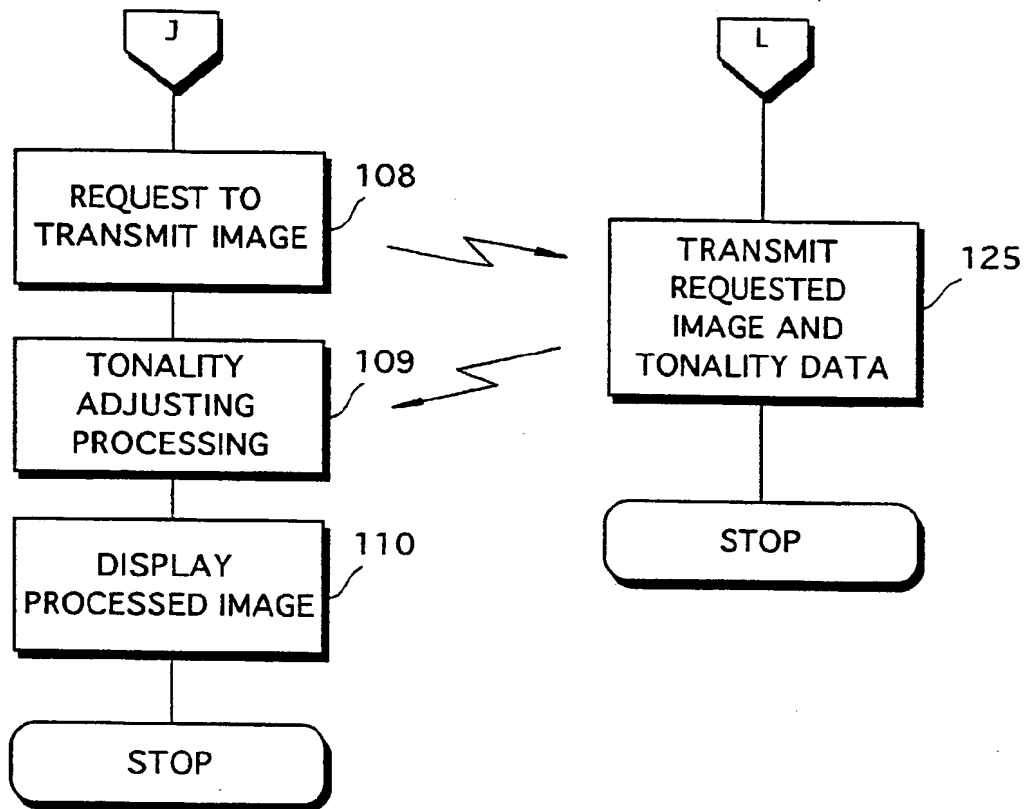 J
REQUEST TO
TRANSMIT IMAGE
108
TONALITY
ADJUSTING
PROCESSING
109
DISPLAY
PROCESSED IMAGE
110
STOP
L
TRANSMIT
REQUESTED
IMAGE AND
TONALITY DATA
125
STOP